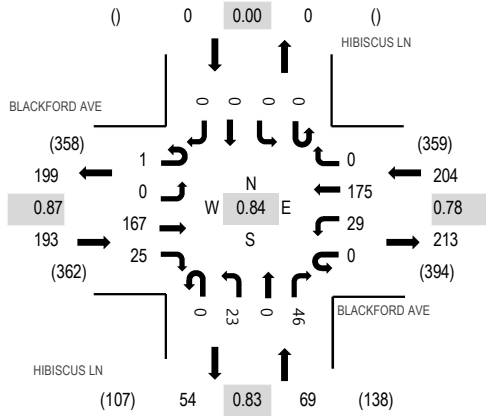 () 0 0.00 0 ()
HIBISCUS LN
0 0 0 0
BLACKFORD AVE
(358) (359)
1 0
199 204
N
0 175
0.87 W 0.84 E 0.78
167 29
193 S 213
25 0
(362) (394)
0 23 0 46
BLACKFORD AVE
HIBISCUS LN
(107) 54 0.83 69 (138)